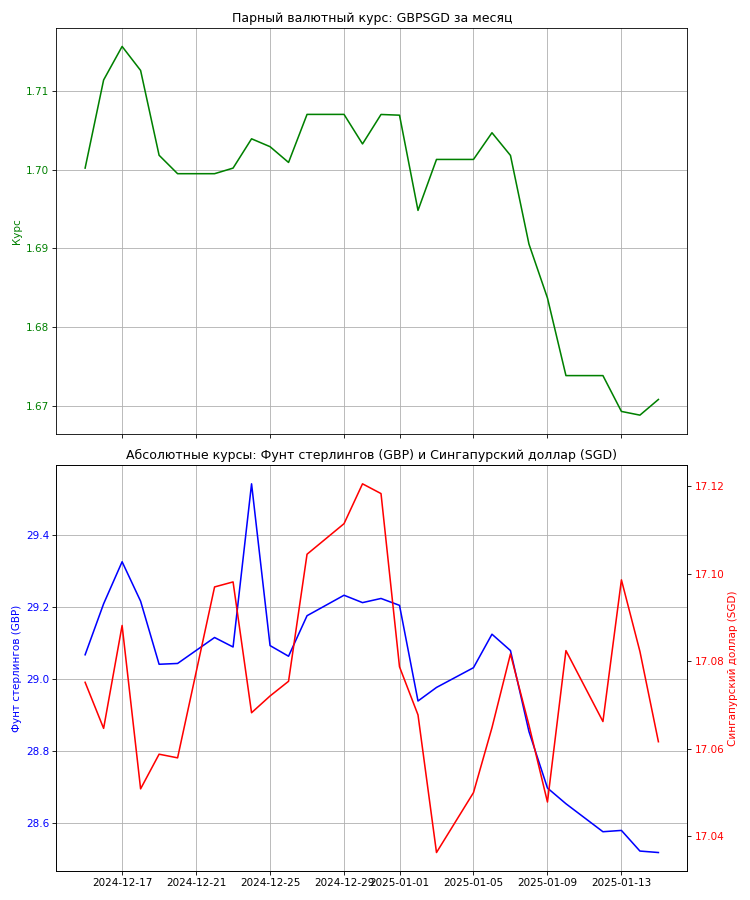 Парный валютный курс: GBPSGD за месяц
1.71
1.70
1.69
1.68
1.67
Курс
Абсолютные курсы: Фунт стерлингов (GBP) и Сингапурский доллар (SGD)
29.4
29.2
29.0
28.8
28.6
Фунт стерлингов (GBP)
17.12
17.10
17.08
17.06
17.04
Сингапурский доллар (SGD)
2024-12-17 2024-12-21 2024-12-25 2024-12-29 2025-01-01 2025-01-05 2025-01-09 2025-01-13